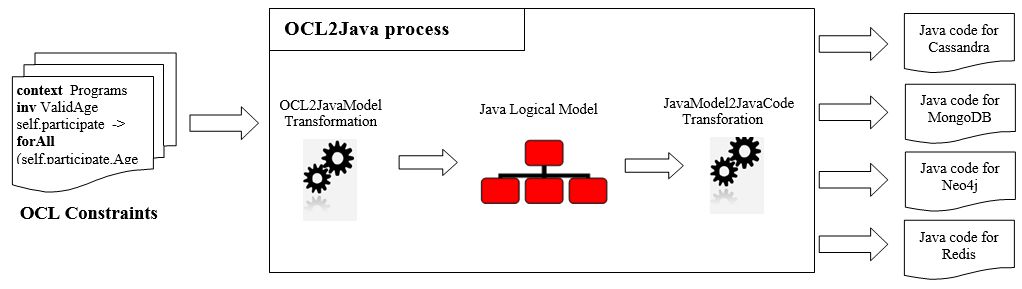 context Programs
inv ValidAge
self.participate ->
forAll
(self.participate.Age
OCL Constraints
OCL2Java process
OCL2JavaModel
Transformation
Java Logical Model
JavaModel2JavaCode
Transforation
Java code for
Cassandra
Java code for
MongoDB
Java code for
Neo4j
Java code for
Redis